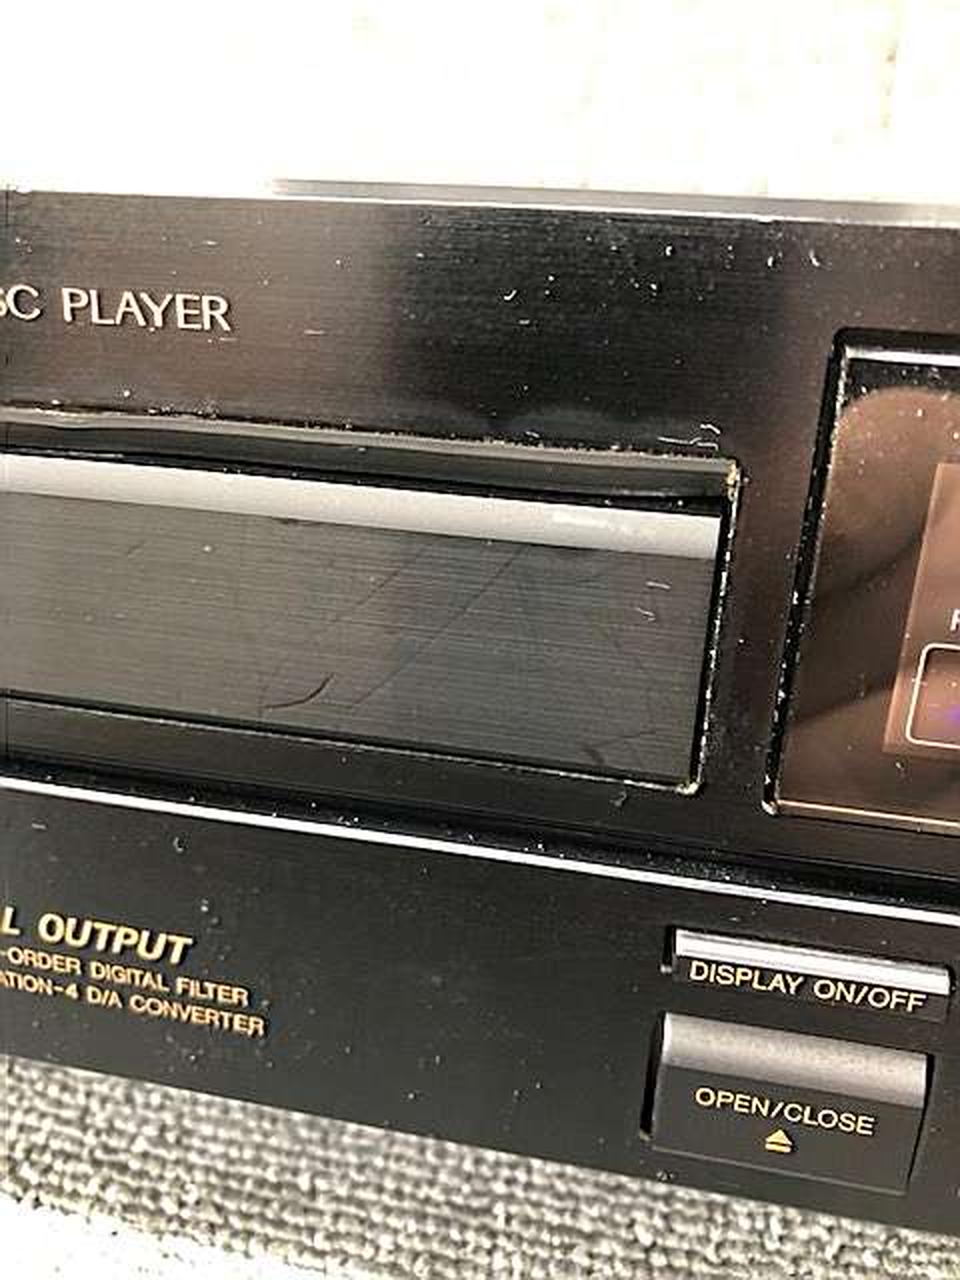 SC PLAYER
L OUTPUT
-ORDER DIGITAL FILTER
ATION-4 D/A CONVERTER
DISPLAY ON/OFF
OPEN/CLOSE